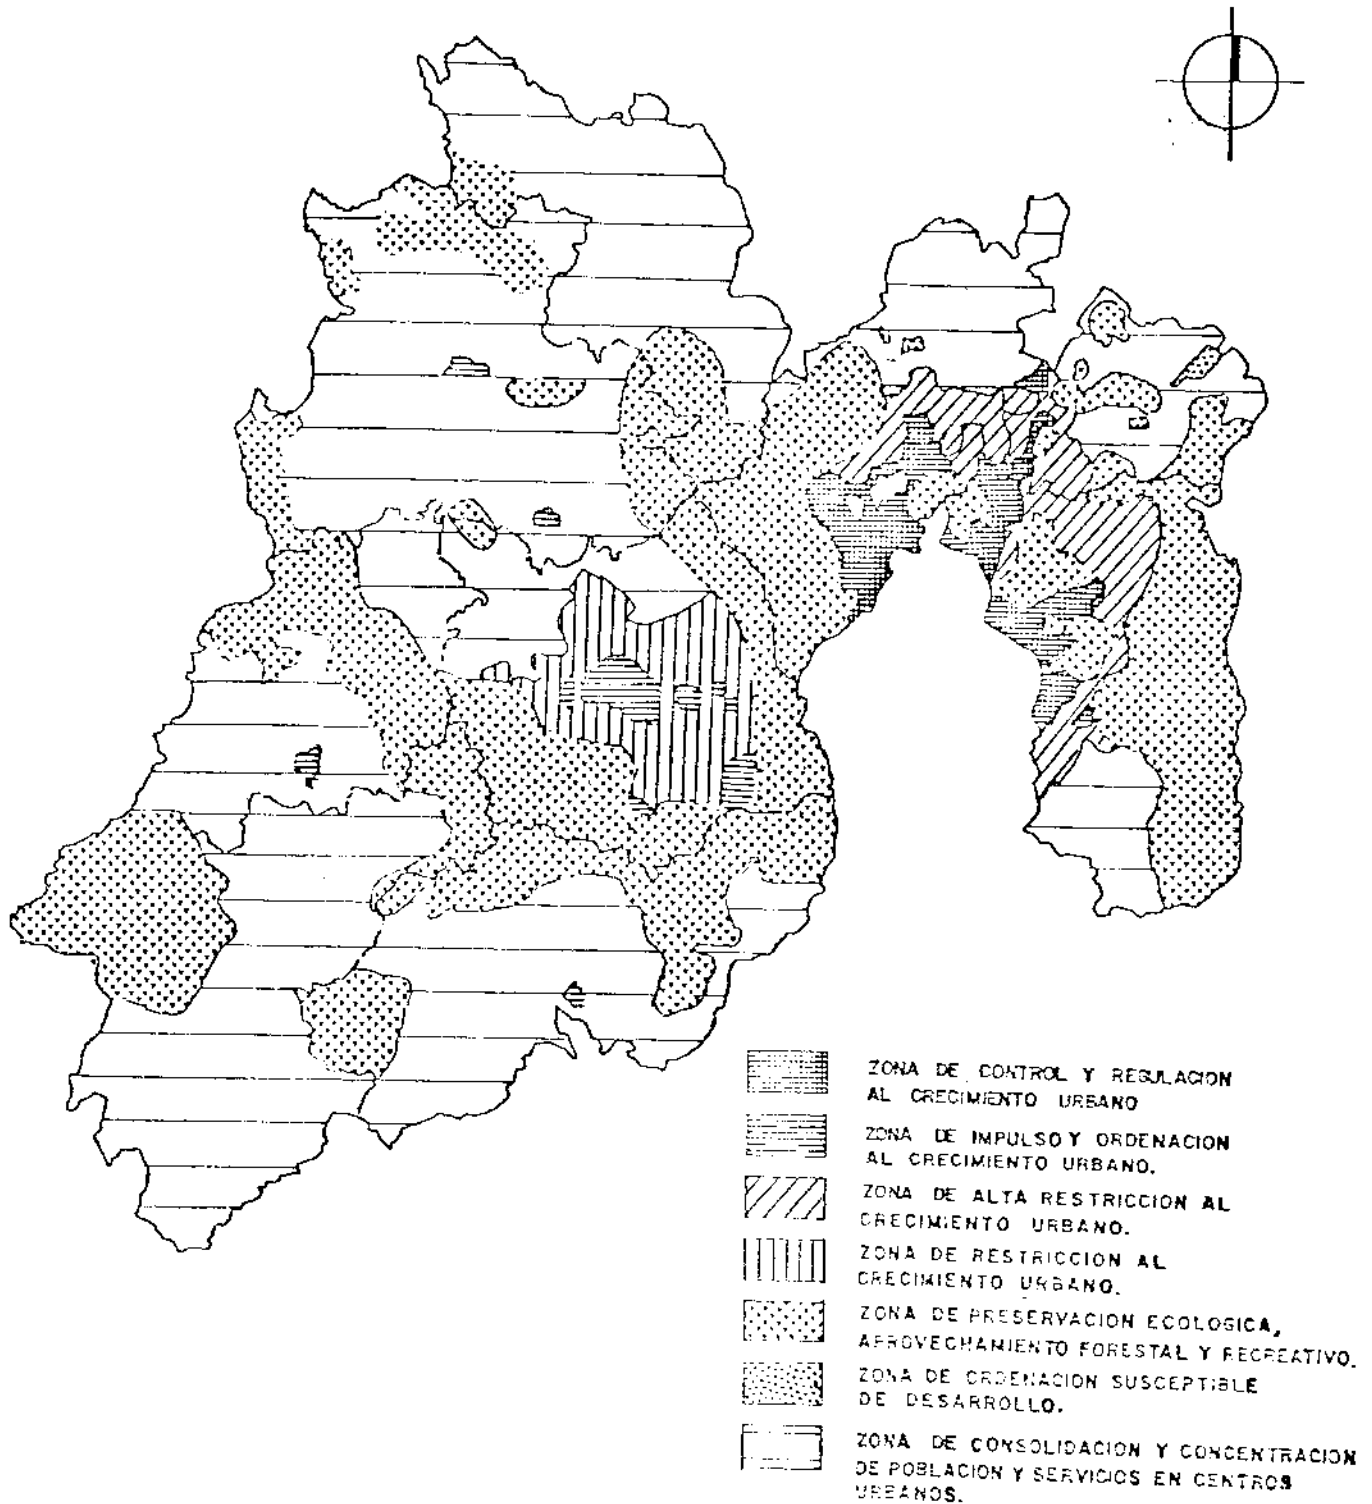 ZONA DE CONTROL Y REGULACION
AL CRECIMIENTO URBANO
ZONA DE IMPULSO Y ORDENACION
AL CRECIMIENTO URBANO.
ZONA DE ALTA RESTRICCION AL
CRECIMIENTO URBANO.
ZONA DE RESTRICCION AL
CRECIMIENTO URBANO.
ZONA DE PRESERVACION ECOLOGICA,
APROVECHAMIENTO FORESTAL Y RECREATIVO.
ZONA DE ORDENACION SUSCEPTIBLE
DE DESARROLLO.
ZONA DE CONSOLIDACION Y CONCENTRACION
DE POBLACION Y SERVICIOS EN CENTROS
URBANOS.